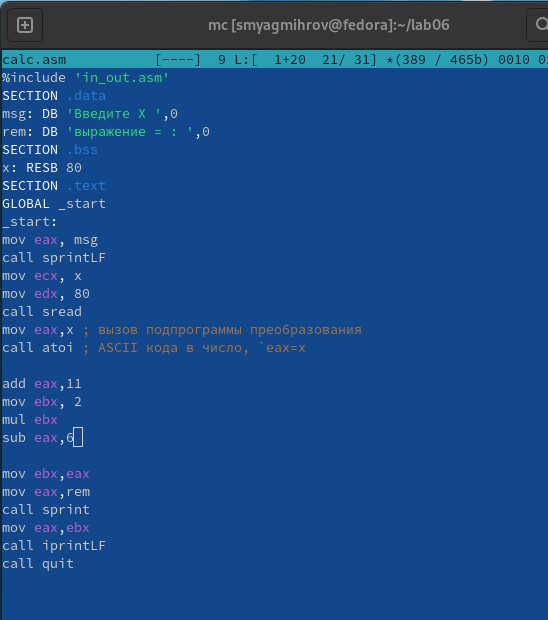 mc [smyagmihrov@fedora]:~/lab06
calc.asm [----] 9 L:[ 1+20 21/ 31] *(389 / 465b) 0010
%include 'in_out.asm'
SECTION .data
msg: DB 'Введите X ',0
rem: DB 'выражение = : ',0
SECTION .bss
x: RESB 80
SECTION .text
GLOBAL _start
_start:
mov eax, msg
call sprintLF
mov ecx, x
mov edx, 80
call sread
mov eax,x ; вызов подпрограммы преобразования
call atoi ; ASCII кода в число, `eax=x
add eax,11
mov ebx, 2
mul ebx
sub eax,6
mov ebx,eax
mov eax,rem
call sprint
mov eax,ebx
call iprintLF
call quit